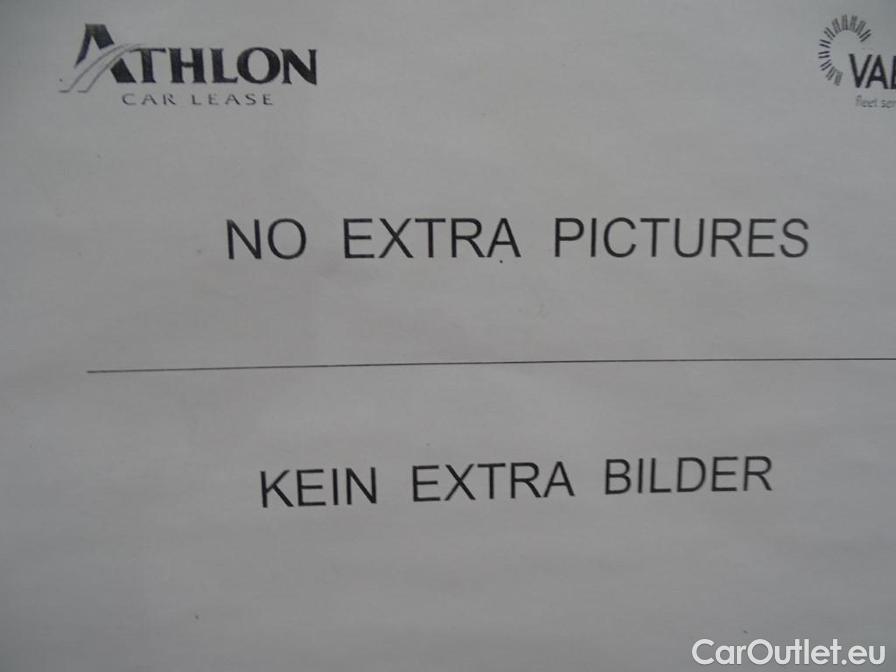 ATHLON
CAR LEASE
NO EXTRA PICTURES
KEIN EXTRA BILDER
CarOutlet.eu